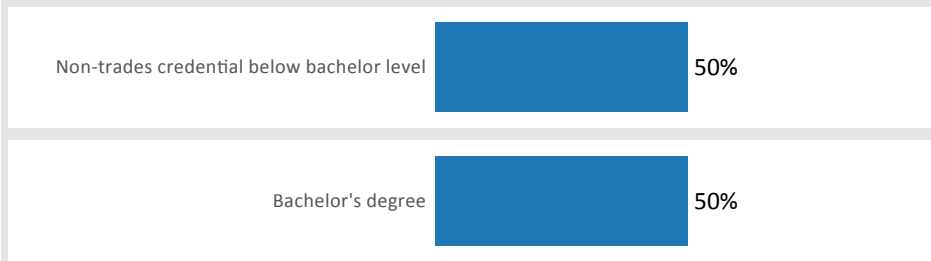 Non-trades credential below bachelor level 50%
Bachelor's degree 50%